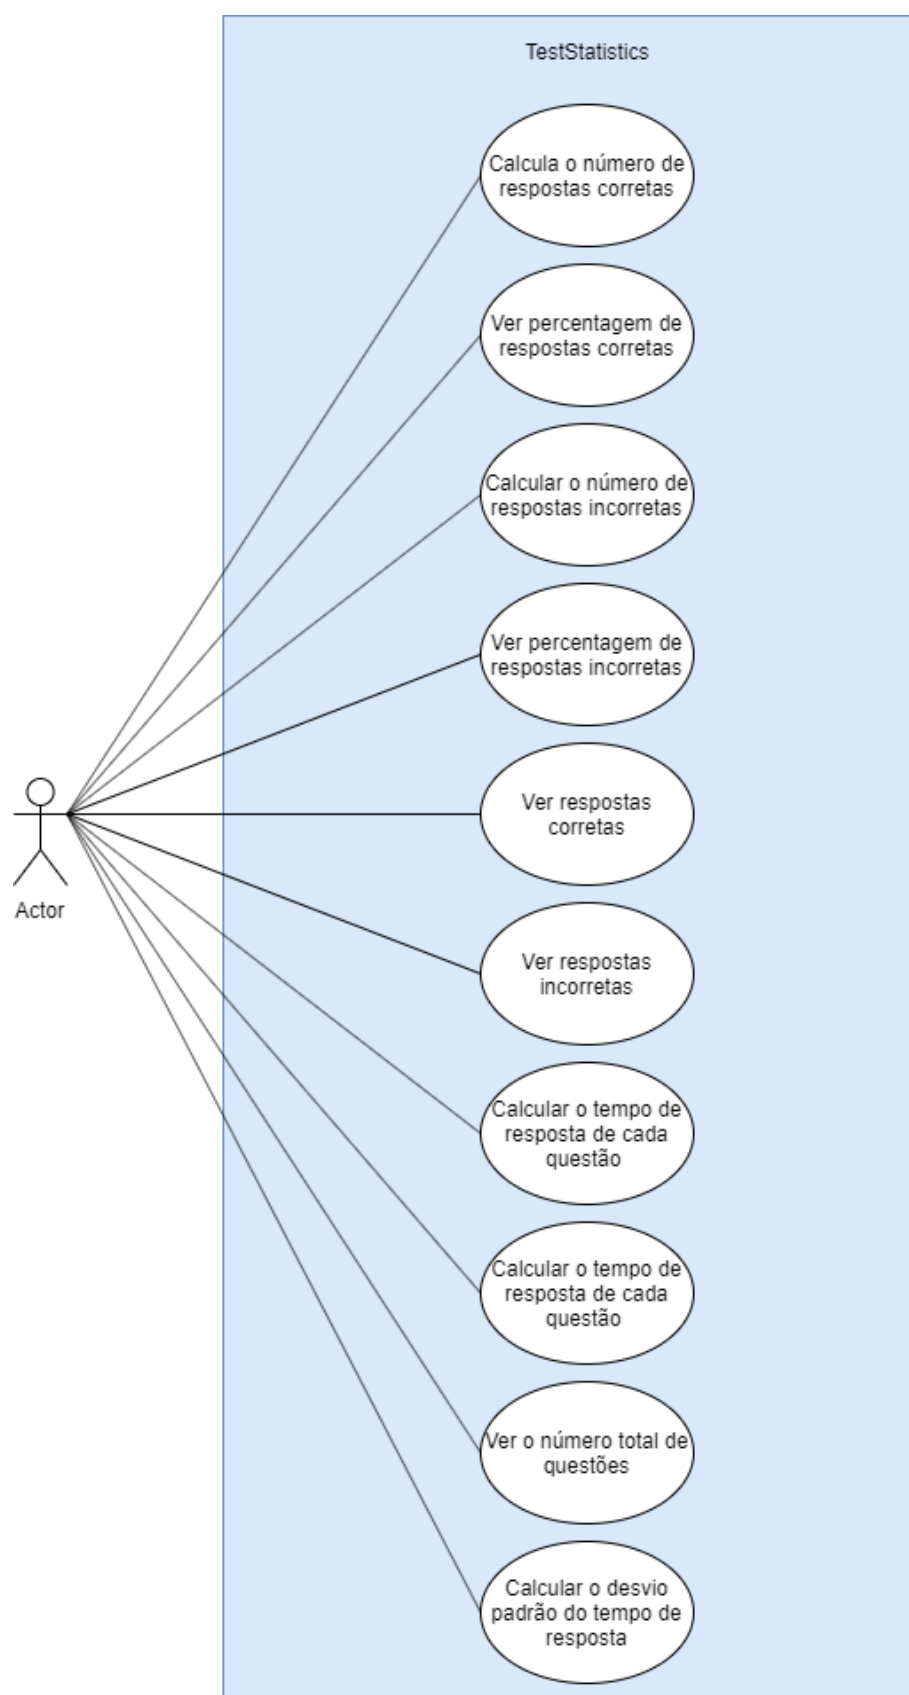 TestStatistics
Calcula o número de
respostas corretas
Ver percentagem de
respostas corretas
Calcular o número de
respostas incorretas
Ver percentagem de
respostas incorretas
Ver respostas
corretas
Actor
Ver respostas
incorretas
Calcular o tempo de
resposta de cada
questão
Calcular o tempo de
resposta de cada
questão
Ver o número total de
questões
Calcular o desvio
padrão do tempo de
resposta